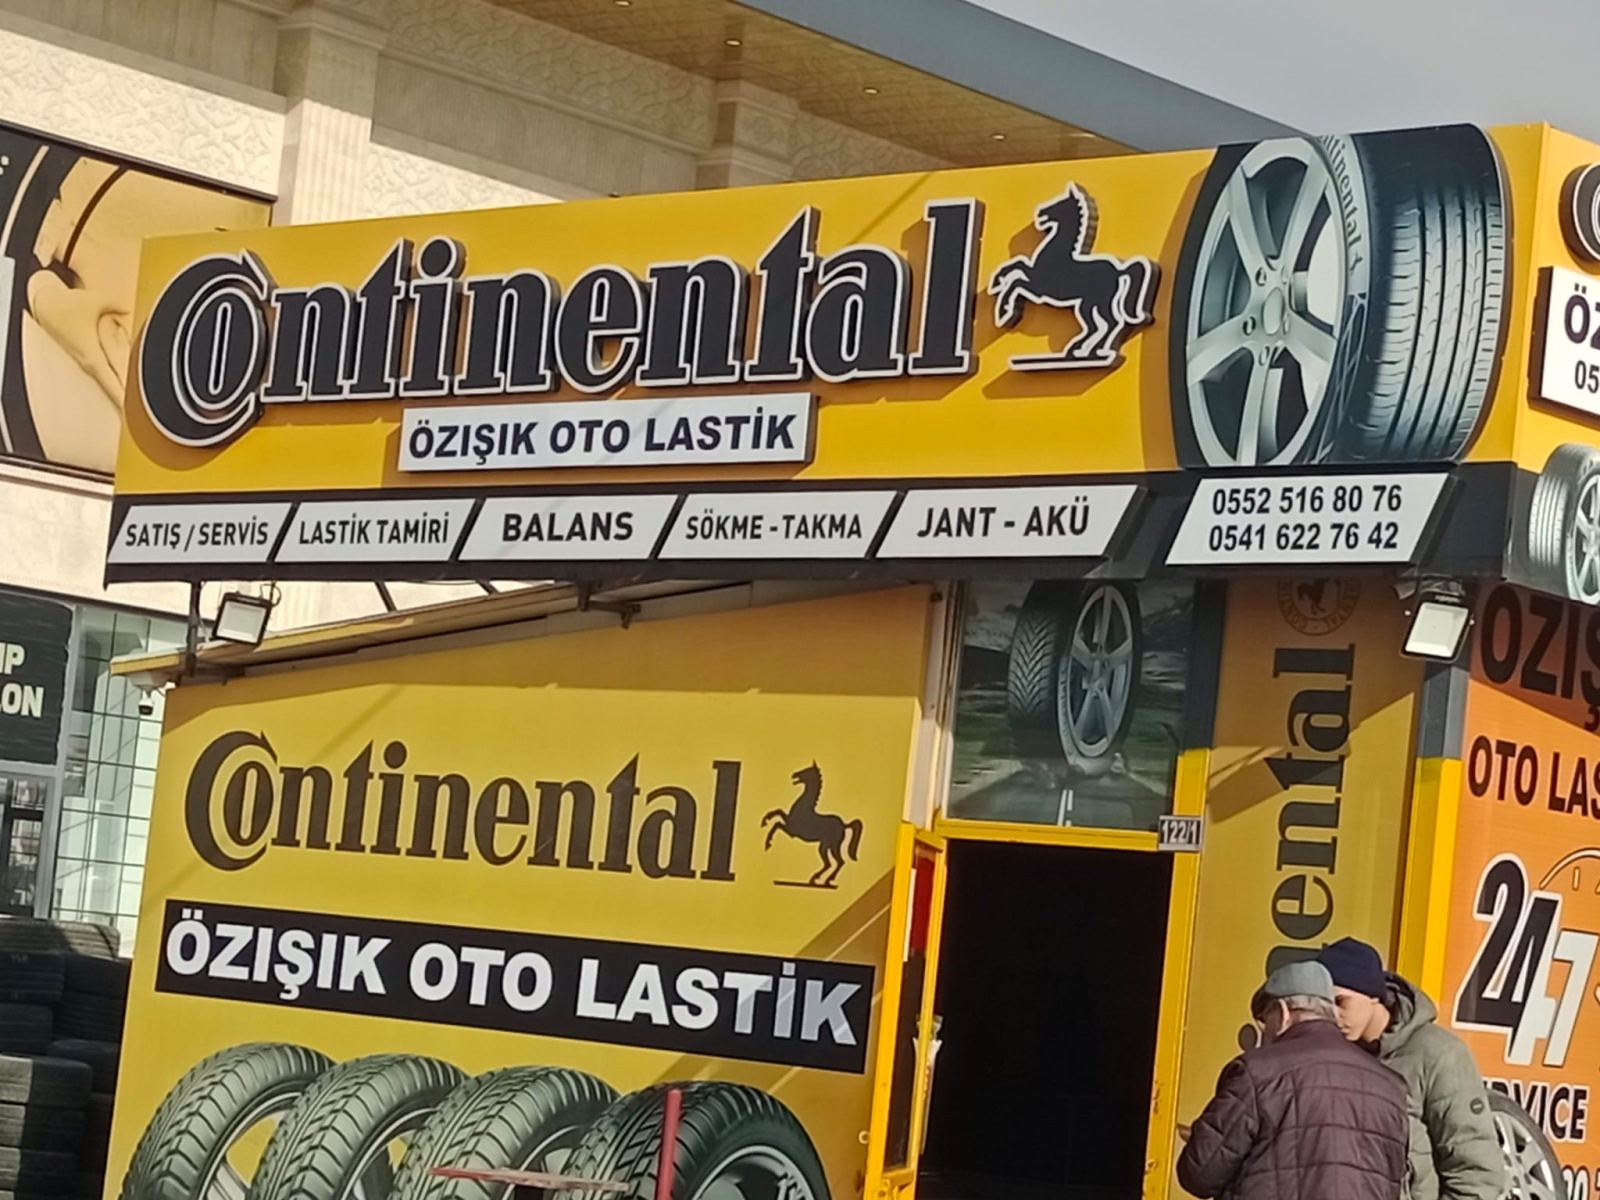 Continental
ÖZIŞIK OTO LASTİK
SATIŞ / SERVİS
LASTİK TAMİRİ
BALANS
SÖKME - TAKMA
JANT - AKÜ
0552 516 80 76
0541 622 76 42
Continental
ÖZIŞIK OTO LASTİK
122/1
OTO
24
7